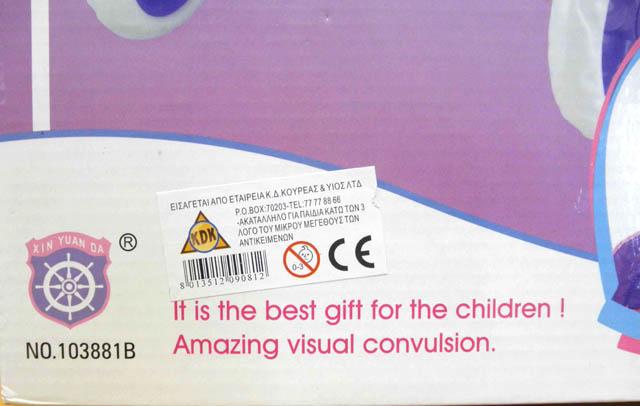 ΕΙΣΑΓΕΤΑΙ ΑΠΟ ΕΤΑΙΡΕΙΑ Κ.Δ.ΚΟΥΡΕΑΣ & ΥΙΟΣ ΛΤΔ
P.O.BOX:70203-TEL:77 77 88 66
-ΑΚΑΤΑΛΛΗΛΟ ΓΙΑ ΠΑΙΔΙΑ ΚΑΤΩ ΤΩΝ 3
ΛΟΓΟ ΤΟΥ ΜΙΚΡΟΥ ΜΕΓΕΘΟΥΣ ΤΩΝ
ΑΝΤΙΚΕΙΜΕΝΩΝ
KDK
0-3
CE
8 013512 090812
XIN YUAN DA ®
NO.103881B
It is the best gift for the children !
Amazing visual convulsion.